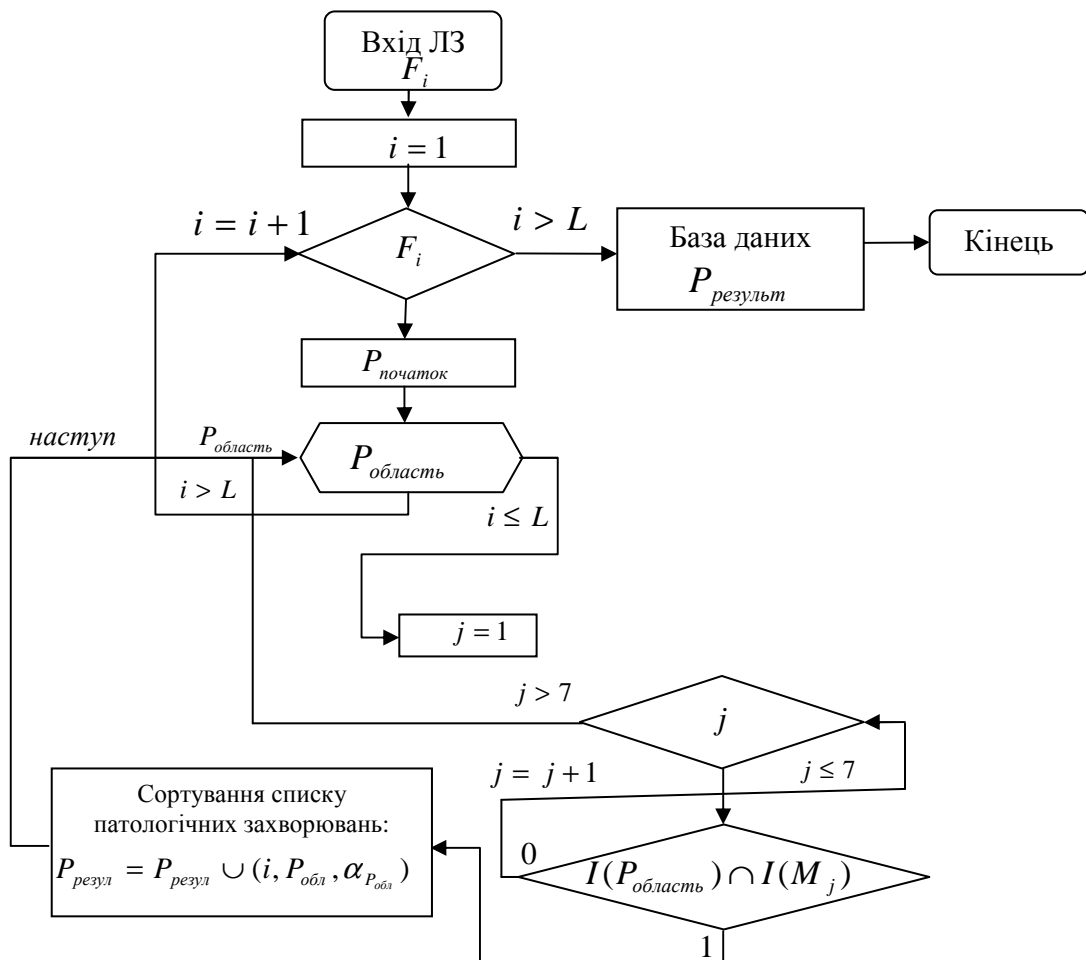 Вхід ЛЗ
F_i
i = 1
i = i + 1
F_i
i > L
База даних
P_результ
Кінець
P_початок
наступ P_область
P_область
i > L
i ≤ L
j = 1
j > 7
j
j = j + 1
j ≤ 7
Сортування списку
патологічних захворювань:
P_резул = P_резул ∪ (i, P_обл, α_P_обл)
0
I(P_область) ∩ I(M_j)
1